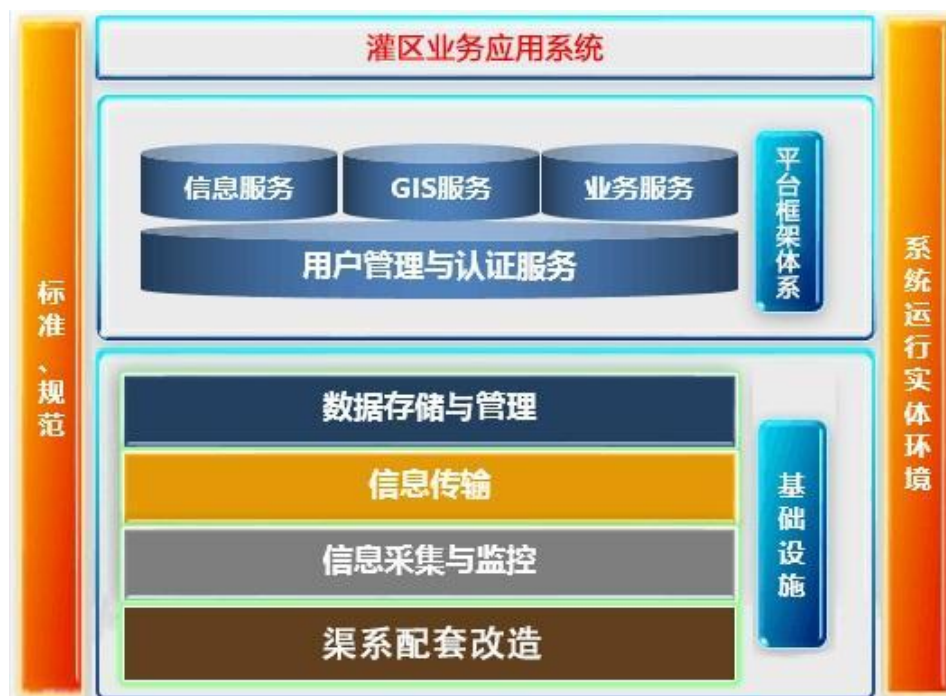 灌区业务应用系统
信息服务
GIS服务
业务服务
用户管理与认证服务
平台框架体系
标准、规范
系统运行实体环境
数据存储与管理
信息传输
信息采集与监控
渠系配套改造
基础设施